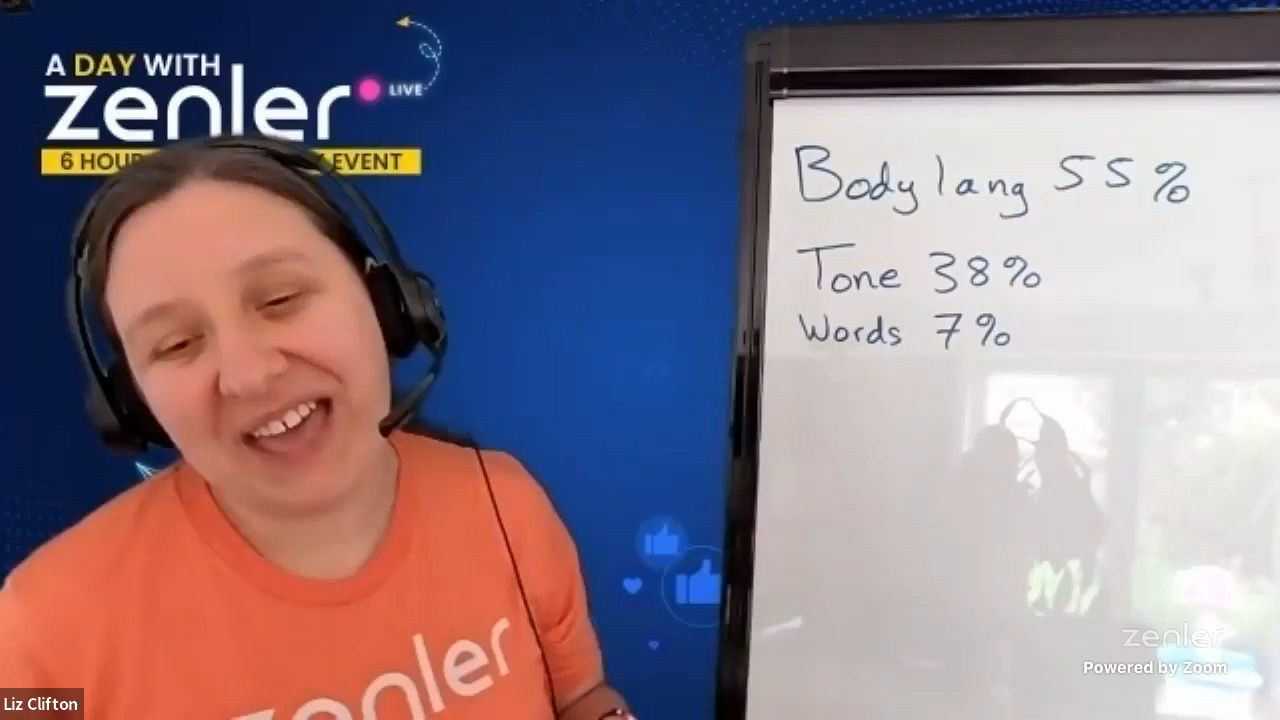 A DAY WITH
zenler LIVE
6 HOUR
EVENT
Body lang 55%
Tone 38%
Words 7%
zenler
zenler
Powered by Zoom
Liz Clifton